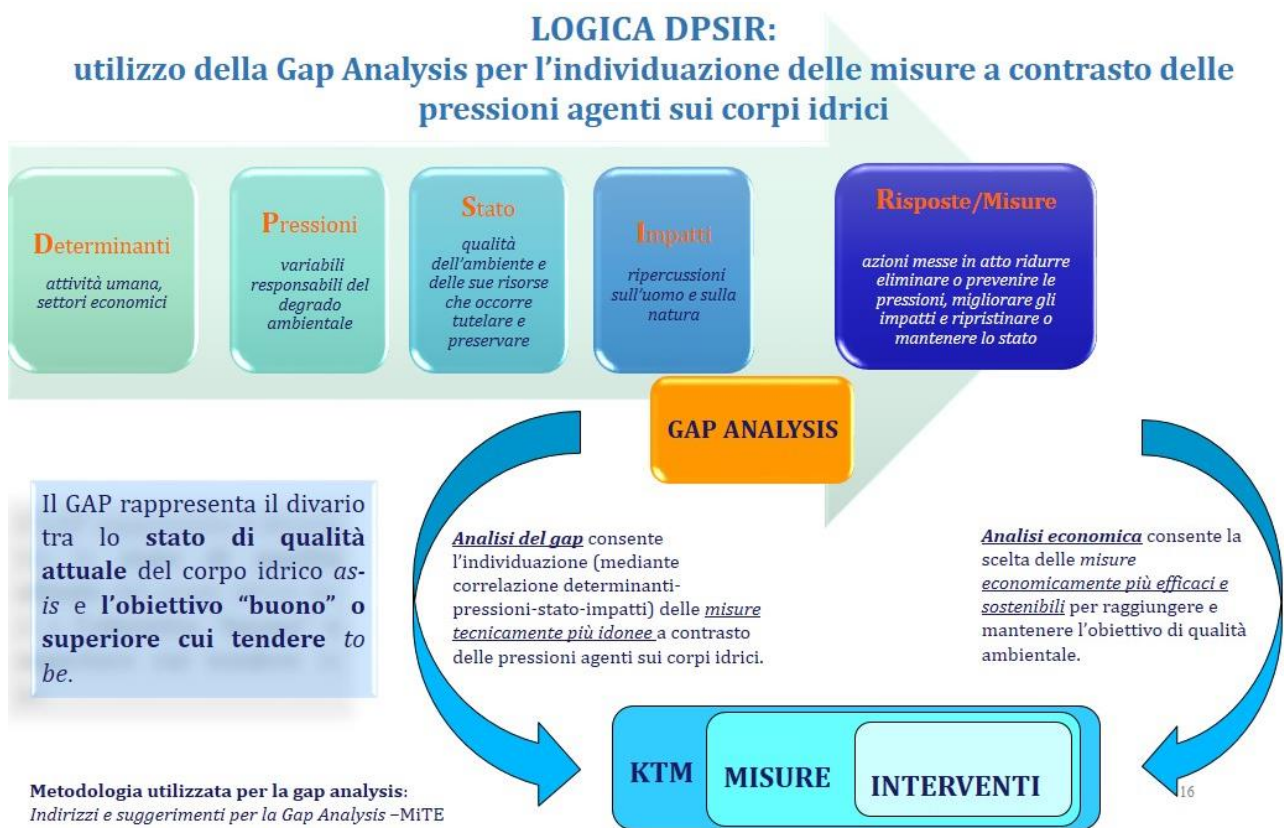 LOGICA DPSIR:
utilizzo della Gap Analysis per l’individuazione delle misure a contrasto delle
pressioni agenti sui corpi idrici
Determinanti
attività umana,
settori economici
Pressioni
variabili
responsabili del
degrado
ambientale
Stato
qualità
dell’ambiente e
delle sue risorse
che occorre
tutelare e
preservare
Impatti
ripercussioni
sull’uomo e sulla
natura
Risposte/Misure
azioni messe in atto ridurre
eliminare o prevenire le
pressioni, migliorare gli
impatti e ripristinare o
mantenere lo stato
GAP ANALYSIS
Il GAP rappresenta il divario
tra lo stato di qualità
attuale del corpo idrico as-
is e l’obiettivo “buono” o
superiore cui tendere to
be.
Analisi del gap consente
l’individuazione (mediante
correlazione determinanti-
pressioni-stato-impatti) delle misure
tecnicamente più idonee a contrasto
delle pressioni agenti sui corpi idrici.
Analisi economica consente la
scelta delle misure
economicamente più efficaci e
sostenibili per raggiungere e
mantenere l’obiettivo di qualità
ambientale.
KTM
MISURE
INTERVENTI
16
Metodologia utilizzata per la gap analysis:
Indirizzi e suggerimenti per la Gap Analysis –MiTE